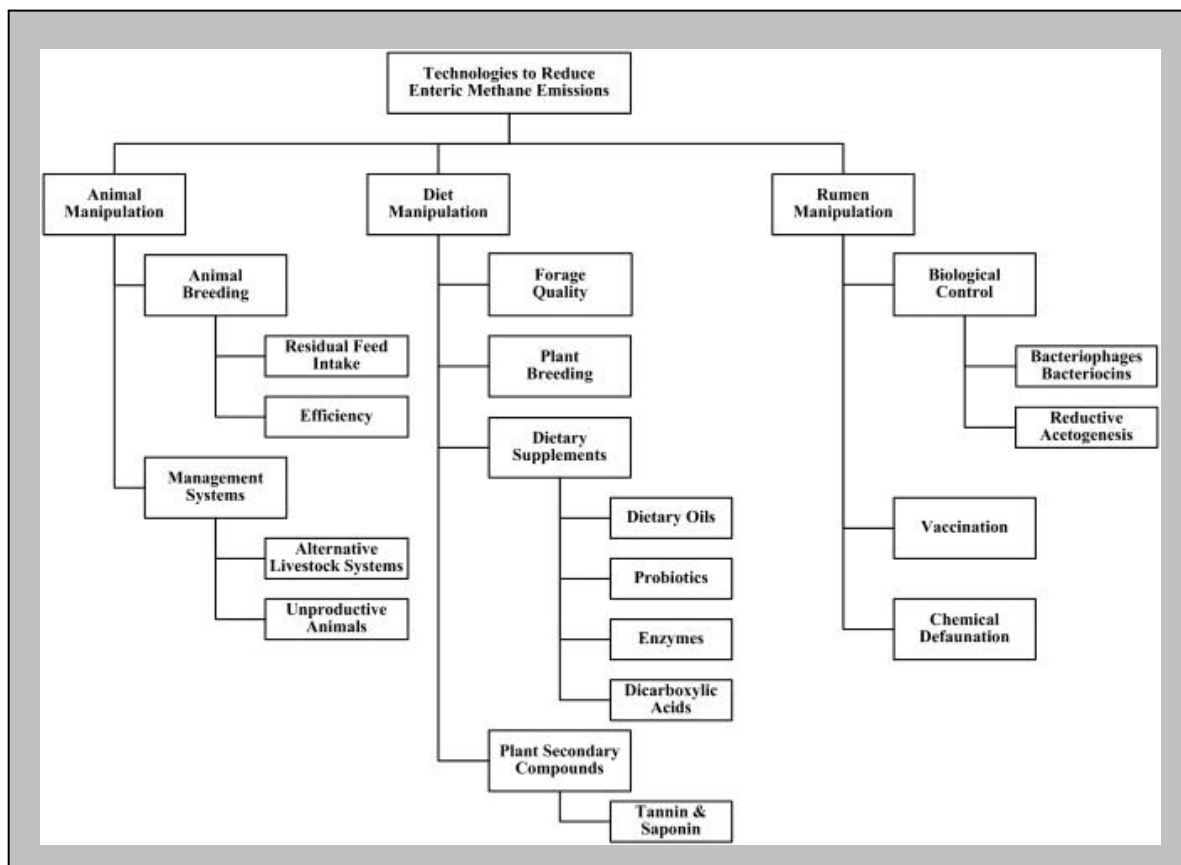 Technologies to Reduce
Enteric Methane Emissions
Animal
Manipulation
Diet
Manipulation
Rumen
Manipulation
Animal
Breeding
Residual Feed
Intake
Efficiency
Management
Systems
Alternative
Livestock Systems
Unproductive
Animals
Forage
Quality
Plant
Breeding
Dietary
Supplements
Dietary Oils
Probiotics
Enzymes
Dicarboxylic
Acids
Plant Secondary
Compounds
Tannin &
Saponin
Biological
Control
Bacteriophages
Bacteriocins
Reductive
Acetogenesis
Vaccination
Chemical
Defaunation